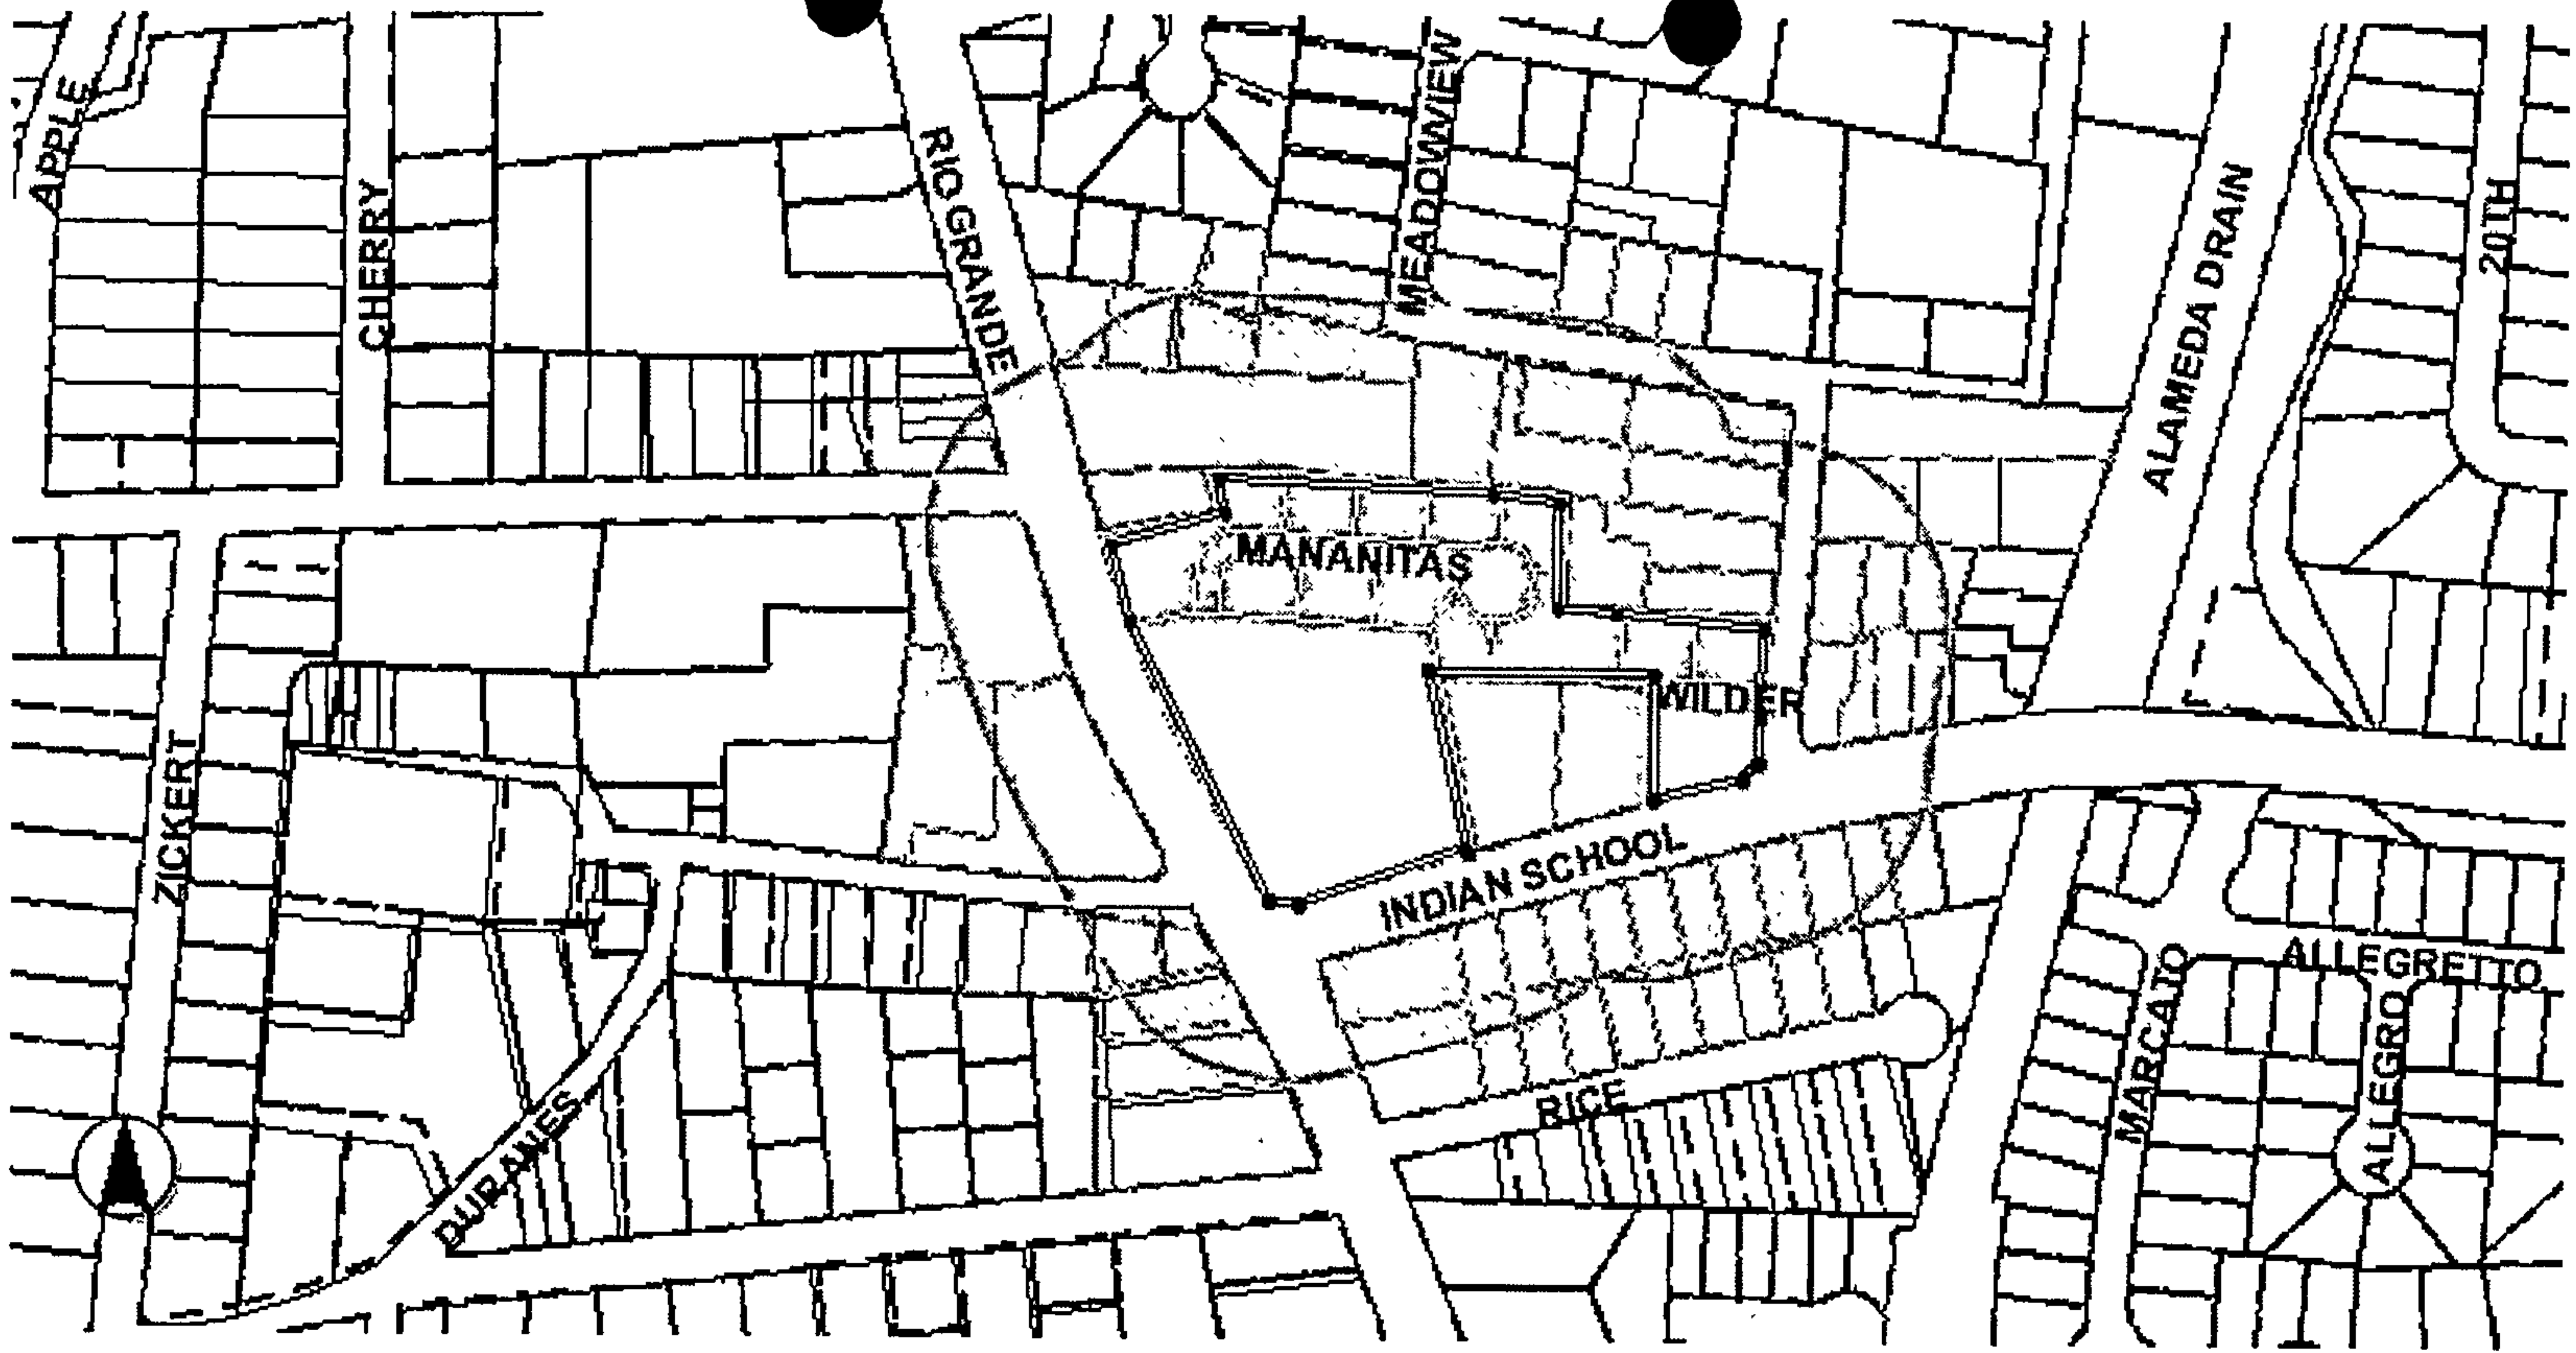 APPLE
CHERRY
RIO GRANDE
MEADOWVIEW
ALAMEDA DRAIN
20TH
MANANITAS
WILDER
ZICKERT
INDIAN SCHOOL
ALLEGRETTO
MARCATO
ALLEGRO
RICE
DURANES